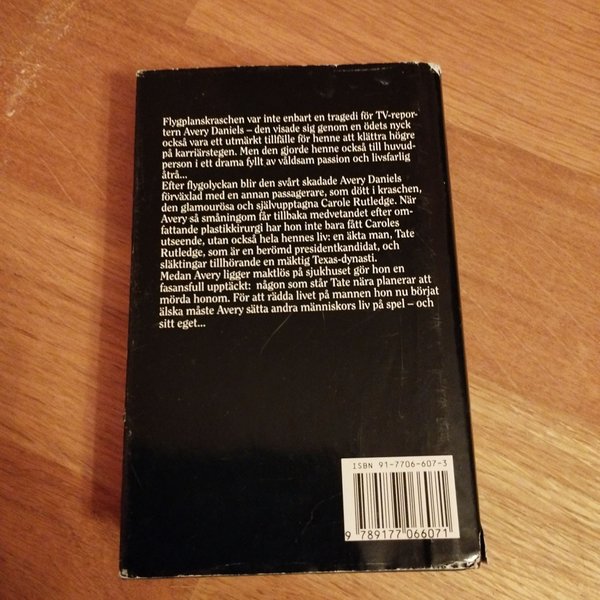 Flygplanskraschen var inte enbart en tragedi för TV-repor-
tern Avery Daniels – den visade sig genom en ödets nyck
också vara ett utmärkt tillfälle för henne att klättra högre
på karriärstegen. Men den gjorde henne också till huvud-
person i ett drama fyllt av våldsam passion och livsfarlig
åtrå...
Efter flygolyckan blir den svårt skadade Avery Daniels
förväxlad med en annan passagerare, som dött i kraschen,
den glamourösa och självupptagna Carole Rutledge. När
Avery så småningom får tillbaka medvetandet efter om-
fattande plastikkirurgi har hon inte bara fått Caroles
utseende, utan också hela hennes liv: en äkta man, Tate
Rutledge, som är en berömd presidentkandidat, och
släktingar tillhörande en mäktig Texas-dynasti.
Medan Avery ligger maktlös på sjukhuset gör hon en
fasansfull upptäckt: någon som står Tate nära planerar att
mörda honom. För att rädda livet på mannen hon nu börjat
älska måste Avery sätta andra människors liv på spel – och
sitt eget...
ISBN 91-7706-607-3
9 789177 066071